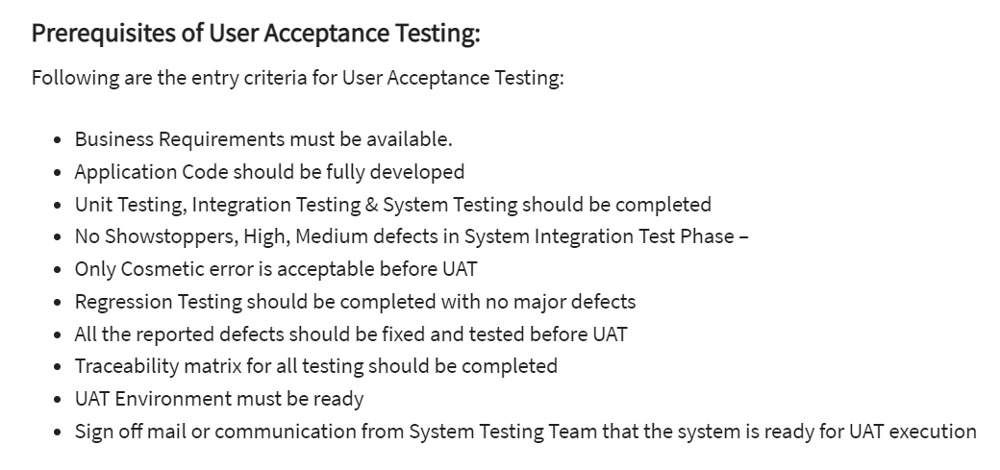 Prerequisites of User Acceptance Testing:
Following are the entry criteria for User Acceptance Testing:
• Business Requirements must be available.
• Application Code should be fully developed
• Unit Testing, Integration Testing & System Testing should be completed
• No Showstoppers, High, Medium defects in System Integration Test Phase –
• Only Cosmetic error is acceptable before UAT
• Regression Testing should be completed with no major defects
• All the reported defects should be fixed and tested before UAT
• Traceability matrix for all testing should be completed
• UAT Environment must be ready
• Sign off mail or communication from System Testing Team that the system is ready for UAT execution